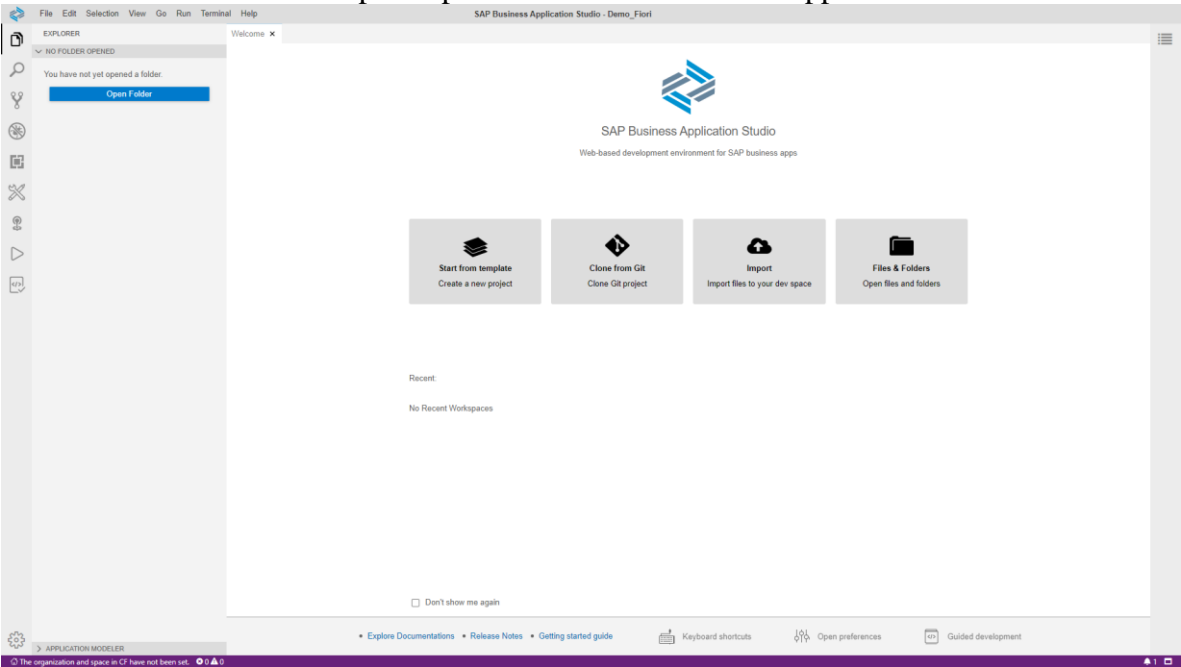 File Edit Selection View Go Run Terminal Help
SAP Business Application Studio - Demo_Fiori
EXPLORER
NO FOLDER OPENED
You have not yet opened a folder.
Open Folder
Welcome ×
SAP Business Application Studio
Web-based development environment for SAP business apps
Start from template
Create a new project
Clone from Git
Clone Git project
Import
Import files to your dev space
Files & Folders
Open files and folders
Recent:
No Recent Workspaces
Don't show me again
• Explore Documentations • Release Notes • Getting started guide
Keyboard shortcuts
Open preferences
Guided development
APPLICATION MODELER
The organization and space in CF have not been set. 0 0
1